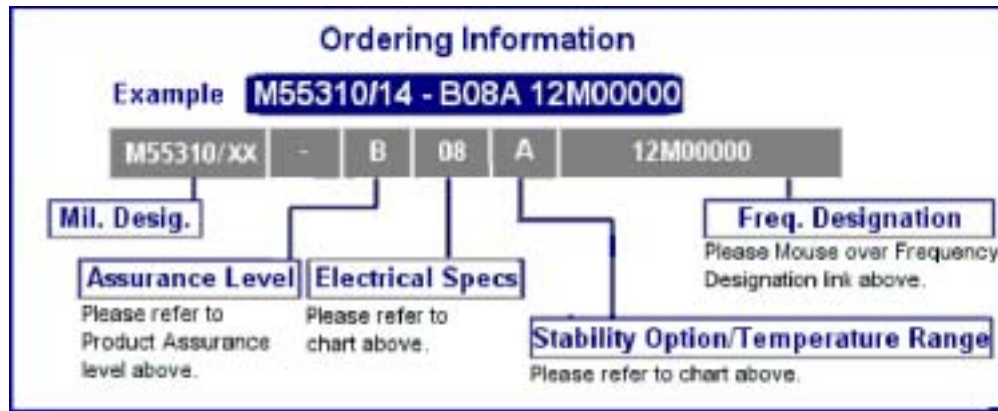 Ordering Information
Example M55310/14 - B08A 12M00000
M55310/XX - B 08 A 12M00000
Mil. Desig.
Freq. Designation
Please Mouse over Frequency
Designation link above.
Assurance Level
Please refer to
Product Assurance
level above.
Electrical Specs
Please refer to
chart above.
Stability Option/Temperature Range
Please refer to chart above.